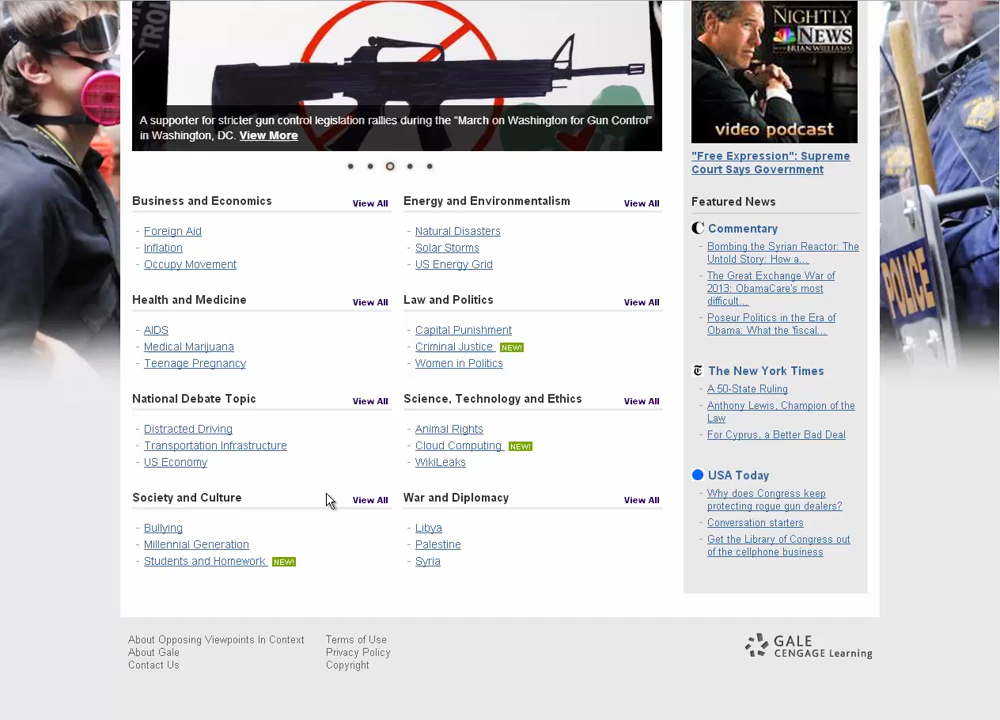 TROL
A supporter for stricter gun control legislation rallies during the "March on Washington for Gun Control"
in Washington, DC. View More
Business and Economics View All
- Foreign Aid
- Inflation
- Occupy Movement
Energy and Environmentalism View All
- Natural Disasters
- Solar Storms
- US Energy Grid
Health and Medicine View All
- AIDS
- Medical Marijuana
- Teenage Pregnancy
Law and Politics View All
- Capital Punishment
- Criminal Justice NEW!
- Women in Politics
National Debate Topic View All
- Distracted Driving
- Transportation Infrastructure
- US Economy
Science, Technology and Ethics View All
- Animal Rights
- Cloud Computing NEW!
- WikiLeaks
Society and Culture View All
- Bullying
- Millennial Generation
- Students and Homework NEW!
War and Diplomacy View All
- Libya
- Palestine
- Syria
NIGHTLY
NEWS
WITH BRIAN WILLIAMS
video podcast
"Free Expression": Supreme
Court Says Government
Featured News
Commentary
- Bombing the Syrian Reactor: The
Untold Story: How a...
- The Great Exchange War of
2013: ObamaCare's most
difficult...
- Poseur Politics in the Era of
Obama: What the 'fiscal...
The New York Times
- A 50-State Ruling
- Anthony Lewis, Champion of the
Law
- For Cyprus, a Better Bad Deal
USA Today
- Why does Congress keep
protecting rogue gun dealers?
- Conversation starters
- Get the Library of Congress out
of the cellphone business
POLICE
About Opposing Viewpoints In Context
About Gale
Contact Us
Terms of Use
Privacy Policy
Copyright
GALE
CENGAGE Learning